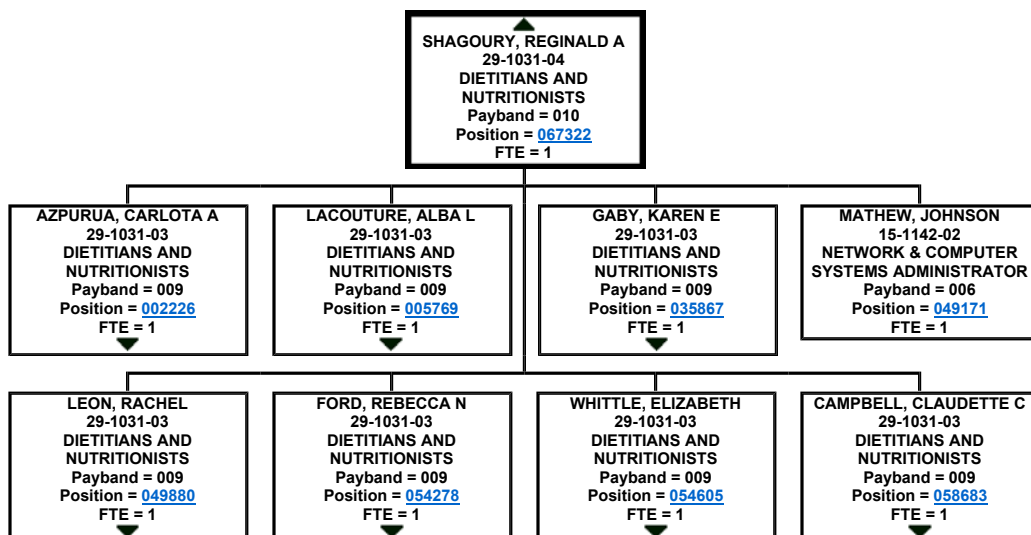 SHAGOURY, REGINALD A
29-1031-04
DIETITIANS AND
NUTRITIONISTS
Payband = 010
Position = 067322
FTE = 1
AZPURUA, CARLOTA A
29-1031-03
DIETITIANS AND
NUTRITIONISTS
Payband = 009
Position = 002226
FTE = 1
LACOUTURE, ALBA L
29-1031-03
DIETITIANS AND
NUTRITIONISTS
Payband = 009
Position = 005769
FTE = 1
GABY, KAREN E
29-1031-03
DIETITIANS AND
NUTRITIONISTS
Payband = 009
Position = 035867
FTE = 1
MATHEW, JOHNSON
15-1142-02
NETWORK & COMPUTER
SYSTEMS ADMINISTRATOR
Payband = 006
Position = 049171
FTE = 1
LEON, RACHEL
29-1031-03
DIETITIANS AND
NUTRITIONISTS
Payband = 009
Position = 049880
FTE = 1
FORD, REBECCA N
29-1031-03
DIETITIANS AND
NUTRITIONISTS
Payband = 009
Position = 054278
FTE = 1
WHITTLE, ELIZABETH
29-1031-03
DIETITIANS AND
NUTRITIONISTS
Payband = 009
Position = 054605
FTE = 1
CAMPBELL, CLAUDETTE C
29-1031-03
DIETITIANS AND
NUTRITIONISTS
Payband = 009
Position = 058683
FTE = 1